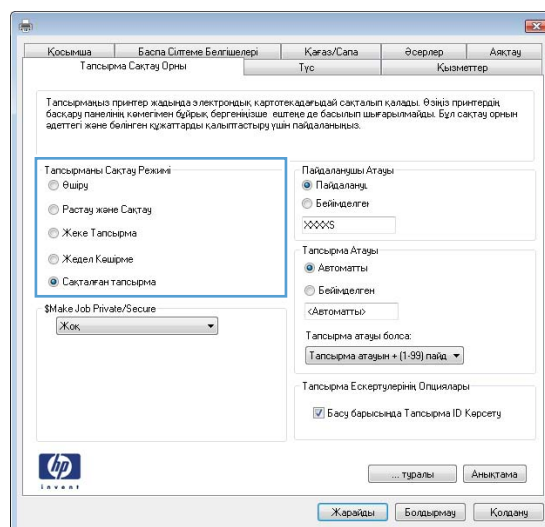 Қосымша Баспа Сілтеме Белгішелері Қағаз/Сапа Әсерлер Аяқтау
Тапсырма Сақтау Орны Түс Қызметтер
Тапсырмаңыз принтер жадында электрондық картотекадағыдай сақталып қалады. Өзіңіз принтердің
басқару панелінің көмегімен бұйрық бергеніңізше ештеңе де басылып шығарылмайды. Бұл сақтау орнын
әдеттегі және бөлінген құжаттарды қалыптастыру үшін пайдаланыңыз.
Тапсырманы Сақтау Режимі
Өшіру
Растау және Сақтау
Жеке Тапсырма
Жедел Көшірме
Сақталған тапсырма
$Make Job Private/Secure
Жоқ
Пайдаланушы Атауы
Пайдалану
Бейімделген
XXXXS
Тапсырма Атауы
Автоматты
Бейімделген
<Автоматты>
Тапсырма атауы болса:
Тапсырма атауын + (1-99) пайд
Тапсырма Ескертулерінің Опциялары
Басу барысында Тапсырма ID Көрсету
hp
invent
... туралы Анықтама
Жарайды Болдырмау Қолдану